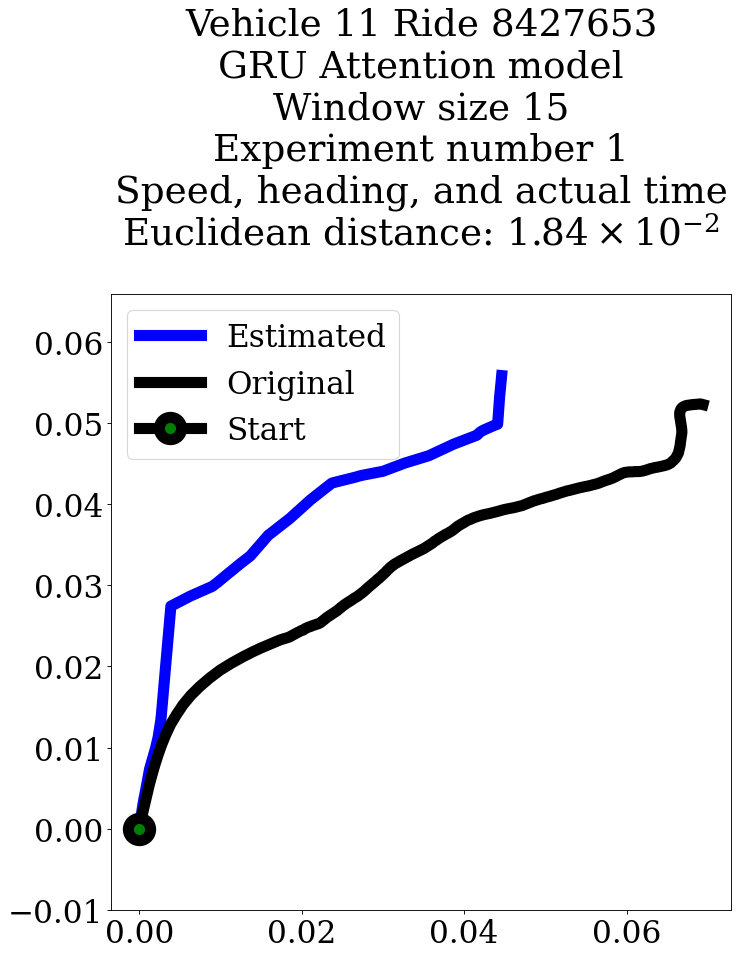 Vehicle 11 Ride 8427653
GRU Attention model
Window size 15
Experiment number 1
Speed, heading, and actual time
Euclidean distance: 1.84 × 10⁻²
Estimated
Original
Start
0.06
0.05
0.04
0.03
0.02
0.01
0.00
−0.01
0.00 0.02 0.04 0.06